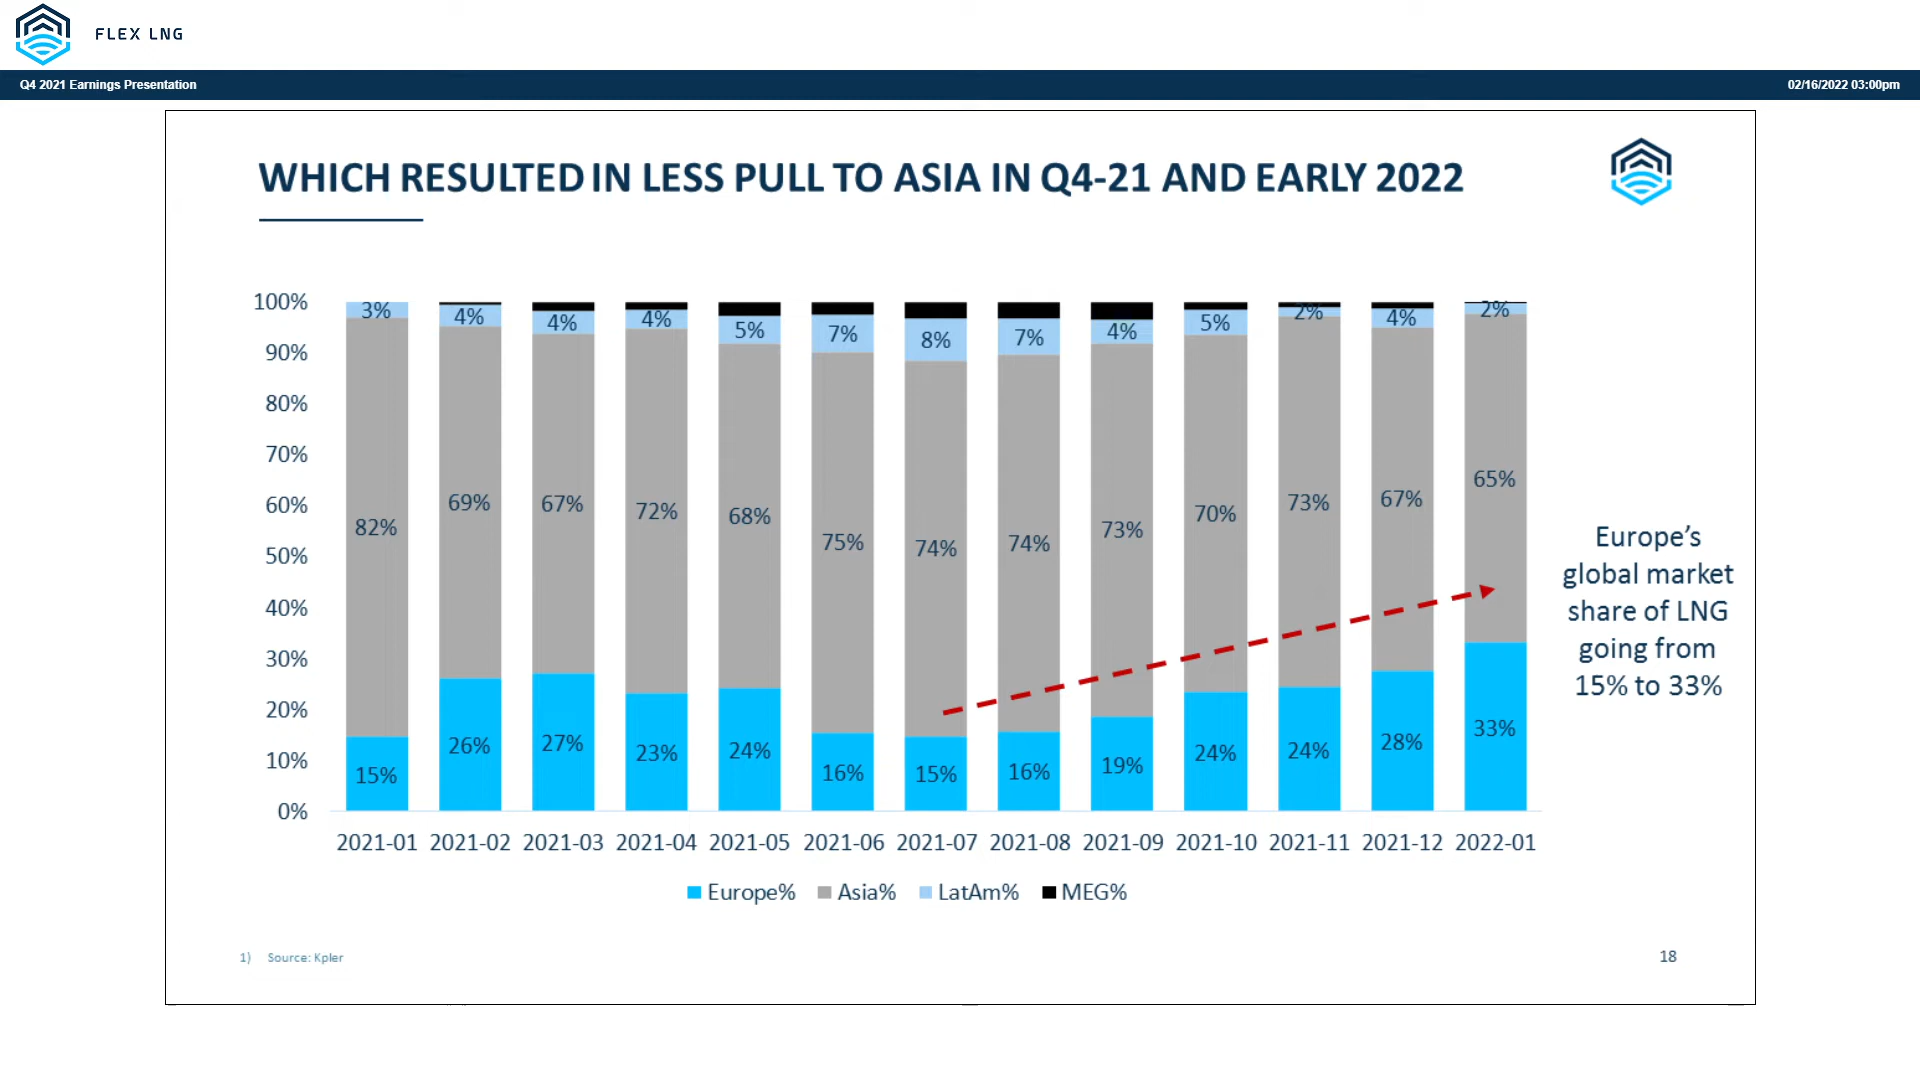 FLEX LNG
Q4 2021 Earnings Presentation 02/16/2022 03:00pm
WHICH RESULTED IN LESS PULL TO ASIA IN Q4-21 AND EARLY 2022
100%
90%
80%
70%
60%
50%
40%
30%
20%
10%
0%
3% 4% 4% 4% 5% 7% 8% 7% 4% 5% 2% 4% 2%
82% 69% 67% 72% 68% 75% 74% 74% 73% 70% 73% 67% 65%
15% 26% 27% 23% 24% 16% 15% 16% 19% 24% 24% 28% 33%
2021-01 2021-02 2021-03 2021-04 2021-05 2021-06 2021-07 2021-08 2021-09 2021-10 2021-11 2021-12 2022-01
Europe% Asia% LatAm% MEG%
Europe’s
global market
share of LNG
going from
15% to 33%
1) Source: Kpler
18